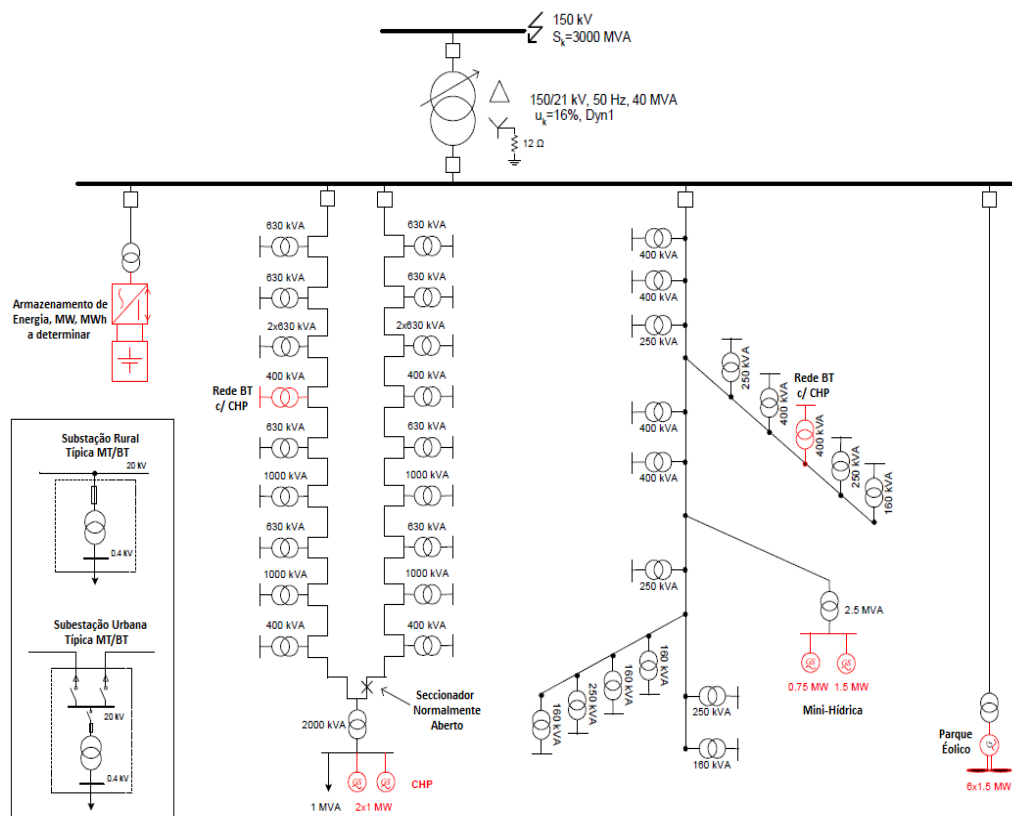 150 kV
Sk=3000 MVA
150/21 kV, 50 Hz, 40 MVA
uk=16%, Dyn1
12 Ω
Armazenamento de
Energia, MW, MWh
a determinar
630 kVA
630 kVA
2x630 kVA
400 kVA
Rede BT
c/ CHP
630 kVA
1000 kVA
630 kVA
1000 kVA
400 kVA
630 kVA
630 kVA
2x630 kVA
400 kVA
630 kVA
1000 kVA
630 kVA
1000 kVA
400 kVA
Seccionador
Normalmente
Aberto
2000 kVA
CHP
1 MVA
2x1 MW
400 kVA
400 kVA
250 kVA
400 kVA
400 kVA
250 kVA
250 kVA
400 kVA
Rede BT
c/ CHP
400 kVA
250 kVA
160 kVA
2.5 MVA
0.75 MW
1.5 MW
Mini-Hídrica
160 kVA
250 kVA
160 kVA
160 kVA
250 kVA
160 kVA
Parque
Éolico
6x1.5 MW
Substação Rural
Típica MT/BT
20 kV
0.4 kV
Subestação Urbana
Típica MT/BT
20 kV
0.4 kV